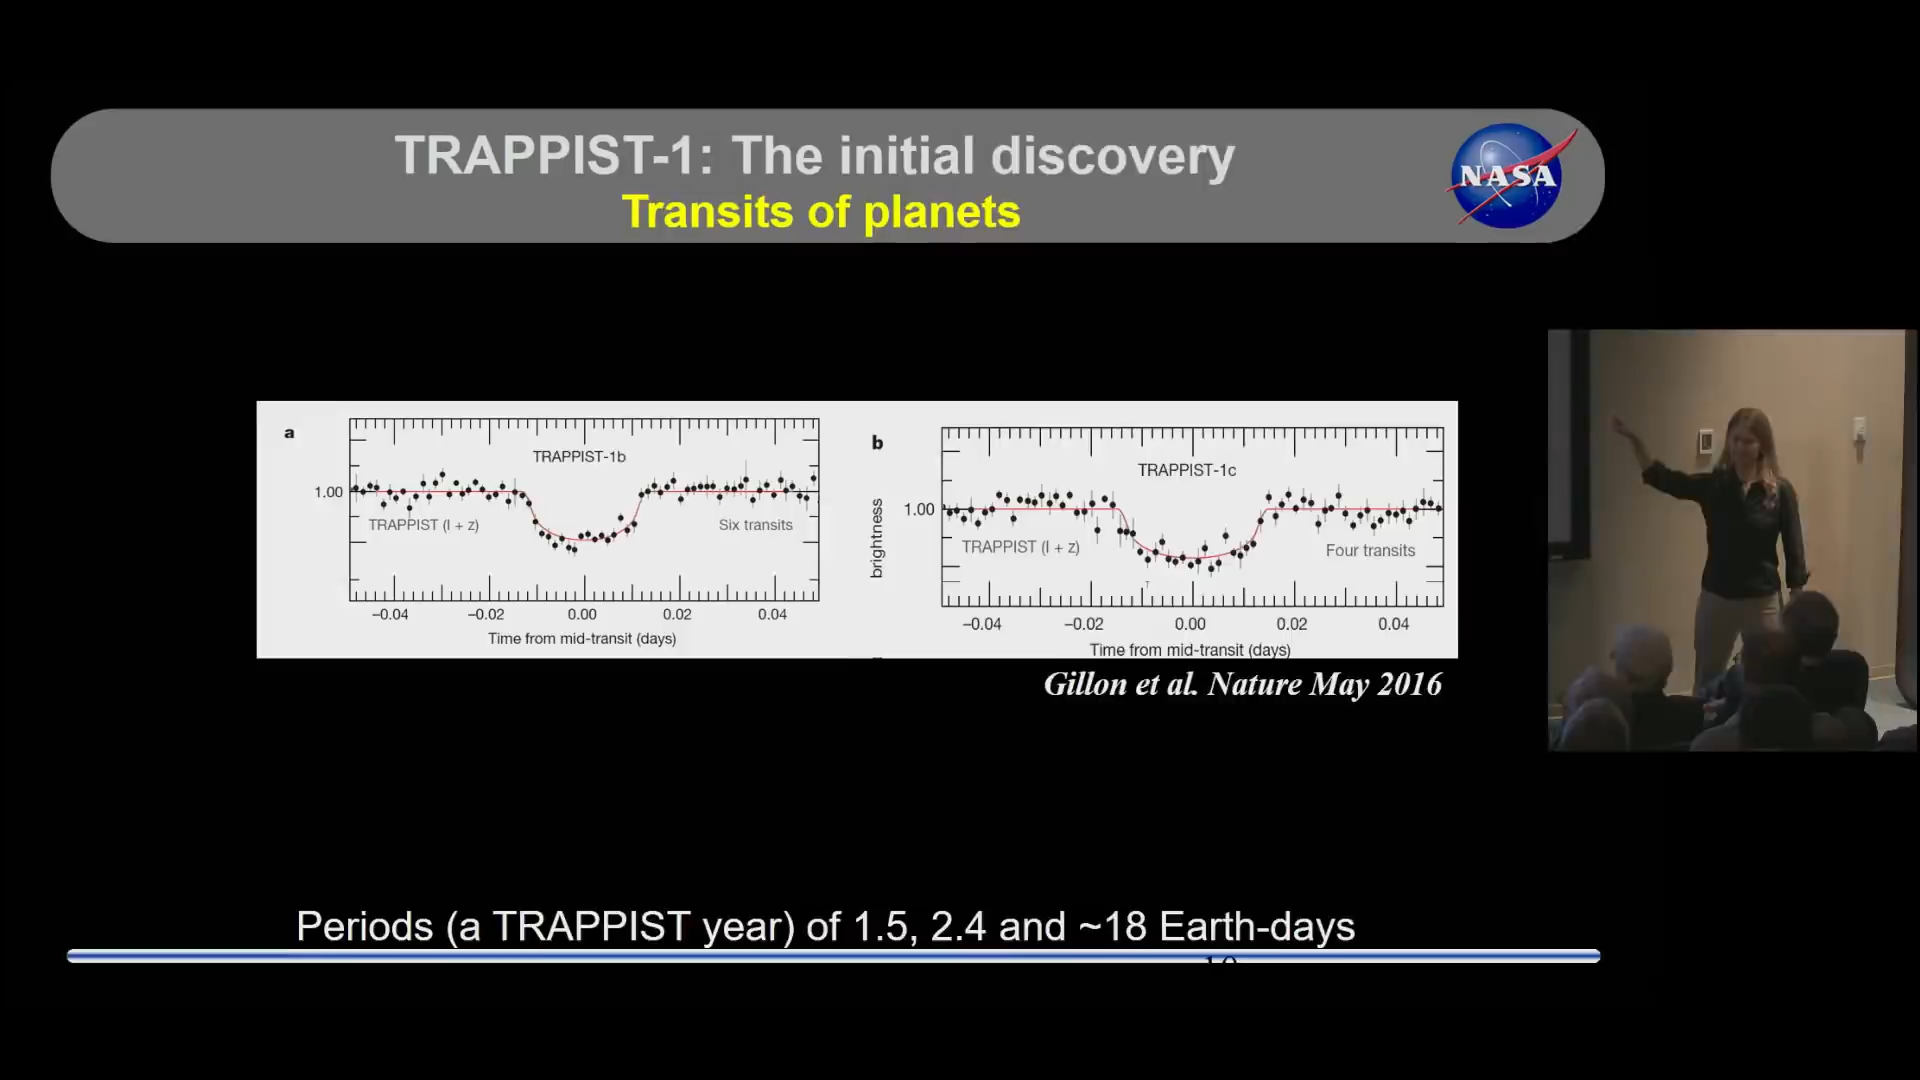 TRAPPIST-1: The initial discovery
Transits of planets
NASA
a
TRAPPIST-1b
1.00
TRAPPIST (I + z)
Six transits
−0.04 −0.02 0.00 0.02 0.04
Time from mid-transit (days)
b
TRAPPIST-1c
brightness
1.00
TRAPPIST (I + z)
Four transits
−0.04 −0.02 0.00 0.02 0.04
Time from mid-transit (days)
Gillon et al. Nature May 2016
Periods (a TRAPPIST year) of 1.5, 2.4 and ~18 Earth-days